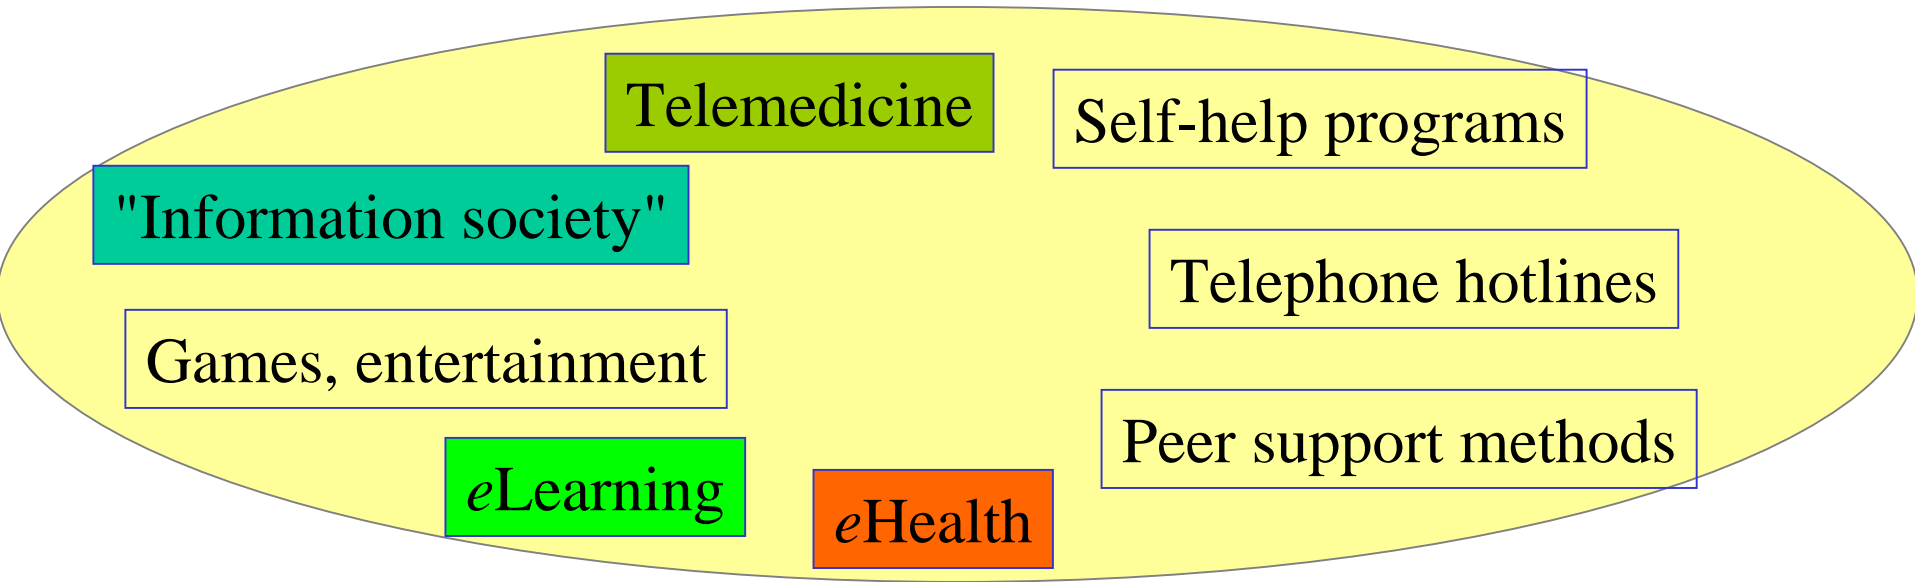 Telemedicine
Self-help programs
"Information society"
Telephone hotlines
Games, entertainment
Peer support methods
eLearning
eHealth